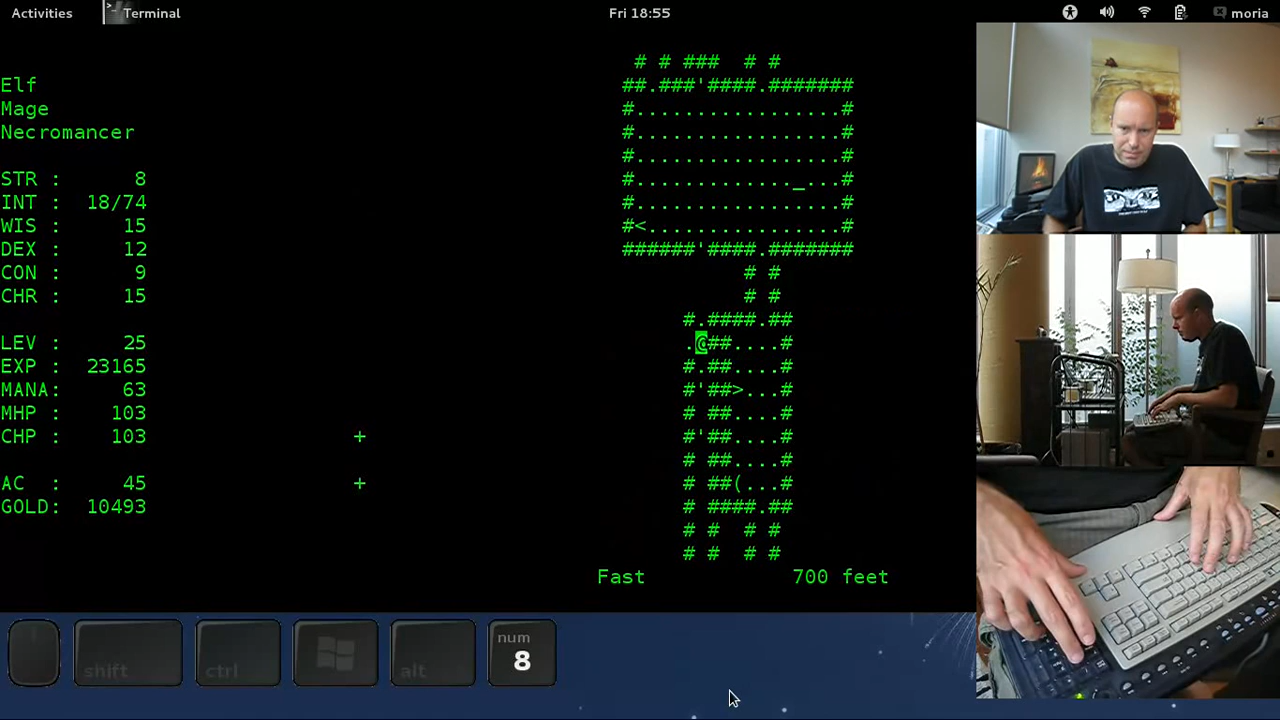 Activities Terminal Fri 18:55 moria
# # ### # #
Elf ##.###'####.#######
Mage #.................#
Necromancer #.................#
#.................#
STR : 8 #............._...#
INT : 18/74 #.................#
WIS : 15 #<................#
DEX : 12 ######'####.#######
CON : 9 # #
CHR : 15 # #
#.####.##
LEV : 25 .@##....#
EXP : 23165 #.##....#
MANA: 63 #'##>...#
MHP : 103 # ##....#
CHP : 103 + #'##....#
# ##....#
AC : 45 + # ##(...#
GOLD: 10493 # ####.##
# # # #
# # # #
Fast 700 feet
shift ctrl alt num
8